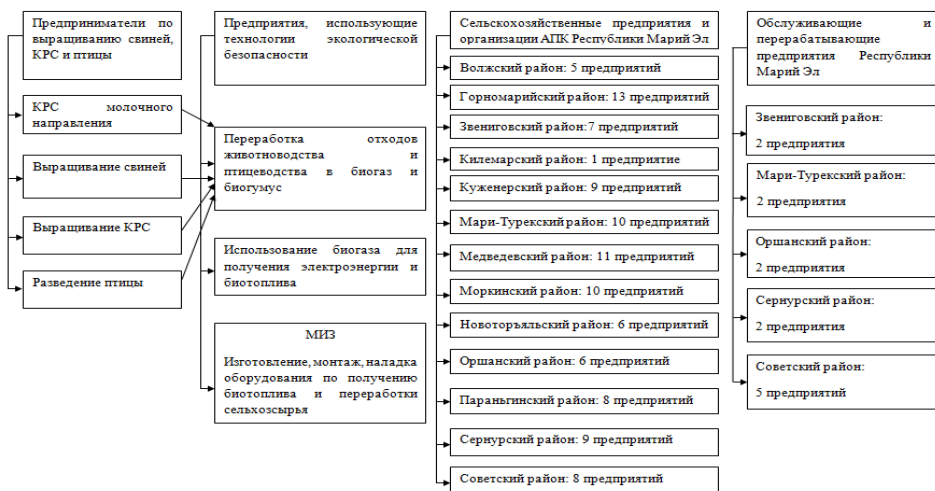 Предприниматели по
выращиванию свиней,
КРС и птицы
КРС молочного
направления
Выращивание свиней
Выращивание КРС
Разведение птицы
Предприятия, использующие
технологии экологической
безопасности
Переработка отходов
животноводства и
птицеводства в биогаз и
биогумус
Использование биогаза для
получения электроэнергии и
биотоплива
МИЗ
Изготовление, монтаж, наладка
оборудования по получению
биотоплива и переработки
сельхозсырья
Сельскохозяйственные предприятия и
организации АПК Республики Марий Эл
Волжский район: 5 предприятий
Горномарийский район: 13 предприятий
Звениговский район:7 предприятий
Килемарский район: 1 предприятие
Куженерский район: 9 предприятий
Мари-Турекский район: 10 предприятий
Медведевский район: 11 предприятий
Моркинский район: 10 предприятий
Новоторъяльский район: 6 предприятий
Оршанский район: 6 предприятий
Параньгинский район: 8 предприятий
Сернурский район: 9 предприятий
Советский район: 8 предприятий
Обслуживающие и
перерабатывающие
предприятия Республики
Марий Эл
Звениговский район:
2 предприятия
Мари-Турекский район:
2 предприятия
Оршанский район:
2 предприятия
Сернурский район:
2 предприятия
Советский район:
5 предприятий